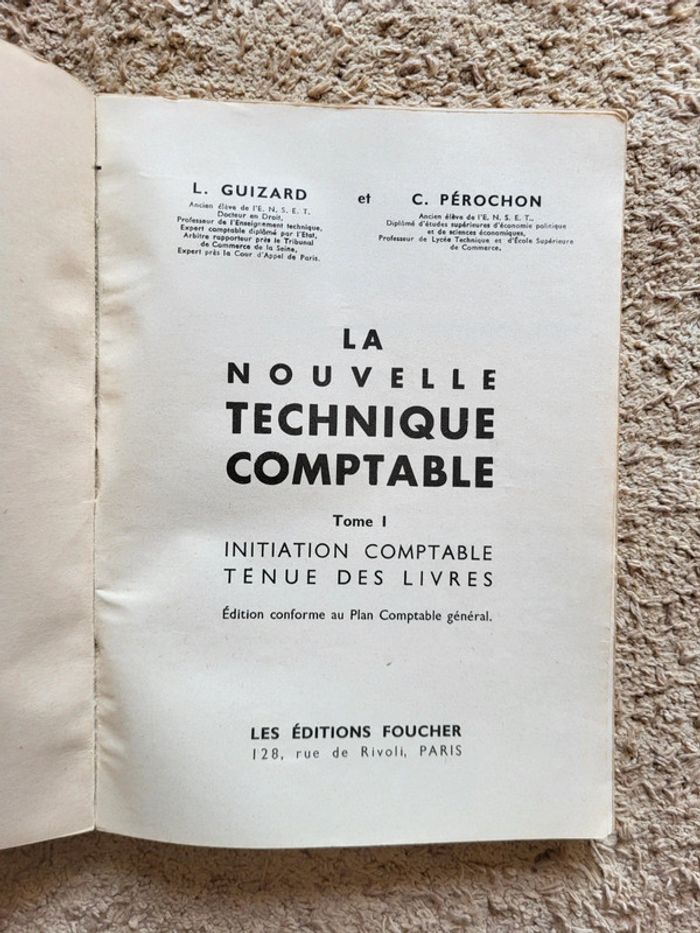 L. GUIZARD et C. PÉROCHON
Ancien élève de l'E. N. S. E. T.
Docteur en Droit,
Professeur de l'Enseignement technique,
Expert comptable diplômé par l'Etat,
Arbitre rapporteur près le Tribunal
de Commerce de la Seine,
Expert près la Cour d'Appel de Paris.
Ancien élève de l'E. N. S. E. T.,
Diplômé d'études supérieures d'économie politique
et de sciences économiques,
Professeur de Lycée Technique et d'École Supérieure
de Commerce.
LA
NOUVELLE
TECHNIQUE
COMPTABLE
Tome I
INITIATION COMPTABLE
TENUE DES LIVRES
Édition conforme au Plan Comptable général.
LES ÉDITIONS FOUCHER
128, rue de Rivoli, PARIS